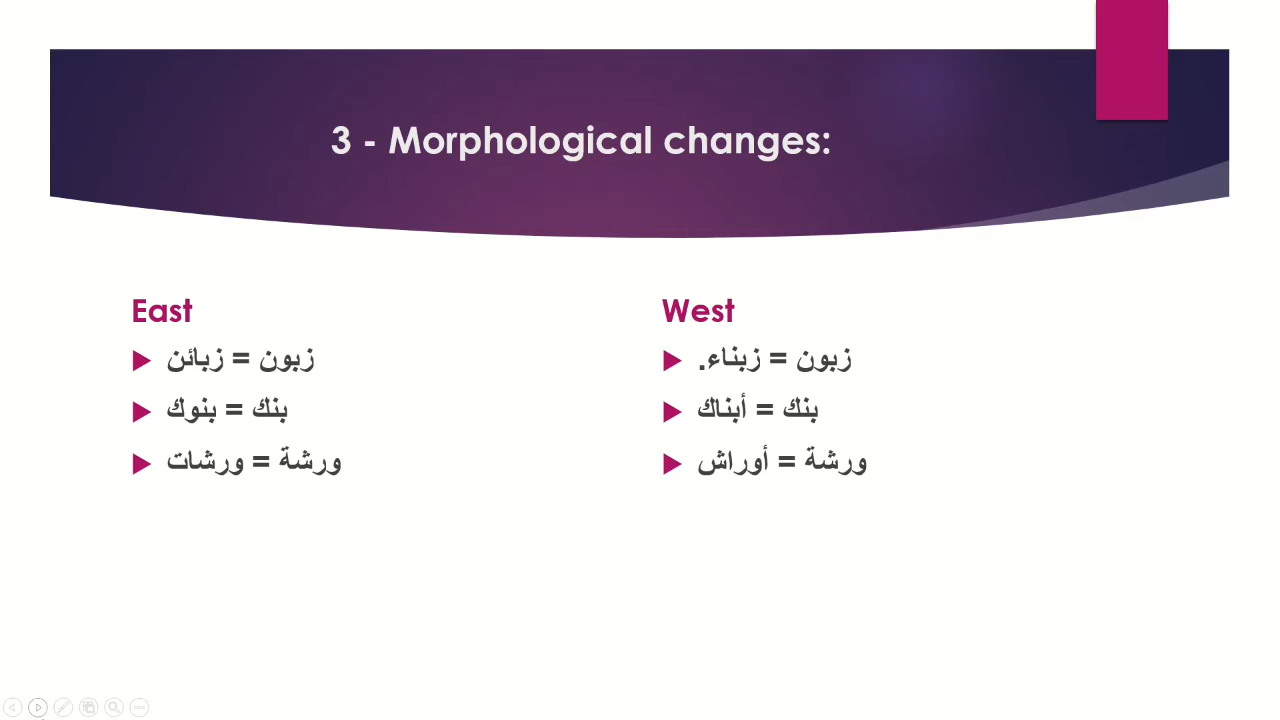 3 - Morphological changes:
East
زبون = زبائن
بنك = بنوك
ورشة = ورشات
West
زبون = زبناء.
بنك = أبناك
ورشة = أوراش